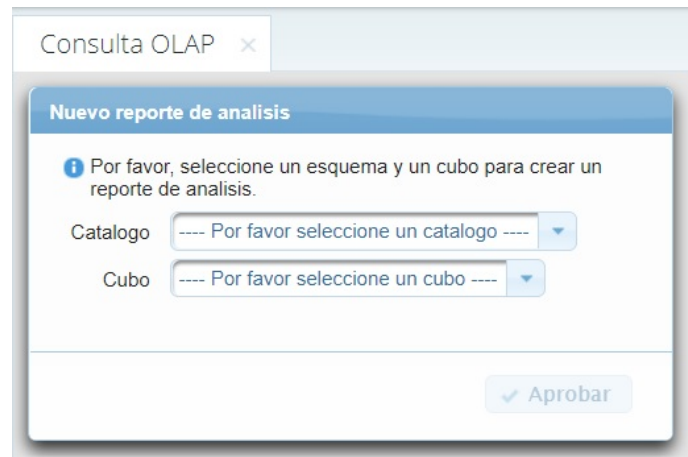 Consulta OLAP
Nuevo reporte de analisis
Por favor, seleccione un esquema y un cubo para crear un
reporte de analisis.
Catalogo ---- Por favor seleccione un catalogo ----
Cubo ---- Por favor seleccione un cubo ----
Aprobar